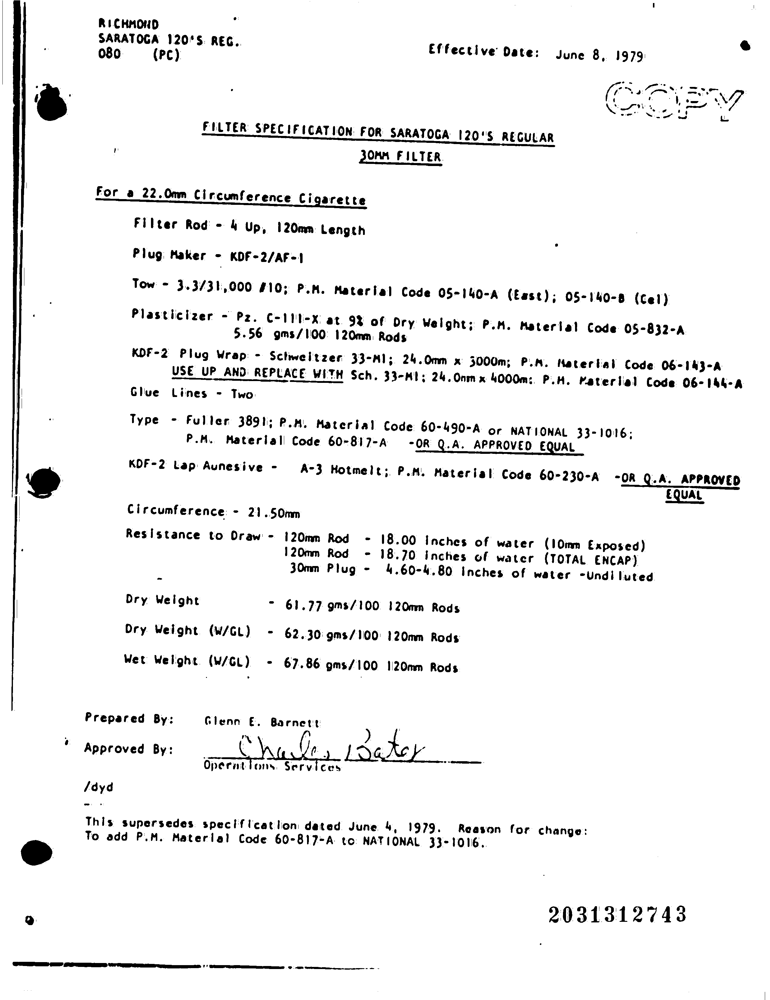 RICHMOND
SARATOGA 120'S REG.
080 (PC)
Effective Date: June 8, 1979
COPY
FILTER SPECIFICATION FOR SARATOGA 120'S REGULAR
30MM FILTER
For a 22.0mm Circumference Cigarette
Filter Rod - 4 Up, 120mm Length
Plug Maker - KDF-2/AF-1
Tow - 3.3/31,000 #10; P.M. Material Code 05-140-A (East); 05-140-B (Cel)
Plasticizer - Pz. C-111-X at 9% of Dry Weight; P.M. Material Code 05-832-A
5.56 gms/100 120mm Rods
KDF-2 Plug Wrap - Schweitzer 33-M1; 24.0mm x 3000m; P.M. Material Code 06-143-A
USE UP AND REPLACE WITH Sch. 33-M1; 24.0mm x 4000m: P.M. Material Code 06-144-A
Glue Lines - Two
Type - Fuller 3891; P.M. Material Code 60-490-A or NATIONAL 33-1016;
P.M. Material Code 60-817-A -OR Q.A. APPROVED EQUAL
KDF-2 Lap Aunesive - A-3 Hotmelt; P.M. Material Code 60-230-A -OR Q.A. APPROVED
EQUAL
Circumference - 21.50mm
Resistance to Draw - 120mm Rod - 18.00 Inches of water (10mm Exposed)
120mm Rod - 18.70 Inches of water (TOTAL ENCAP)
30mm Plug - 4.60-4.80 Inches of water -Undiluted
Dry Weight - 61.77 gms/100 120mm Rods
Dry Weight (W/GL) - 62.30 gms/100 120mm Rods
Wet Weight (W/GL) - 67.86 gms/100 120mm Rods
Prepared By: Glenn E. Barnett
Approved By: Charles Bates
Operations Services
/dyd
This supersedes specification dated June 4, 1979. Reason for change:
To add P.M. Material Code 60-817-A to NATIONAL 33-1016.
2031312743